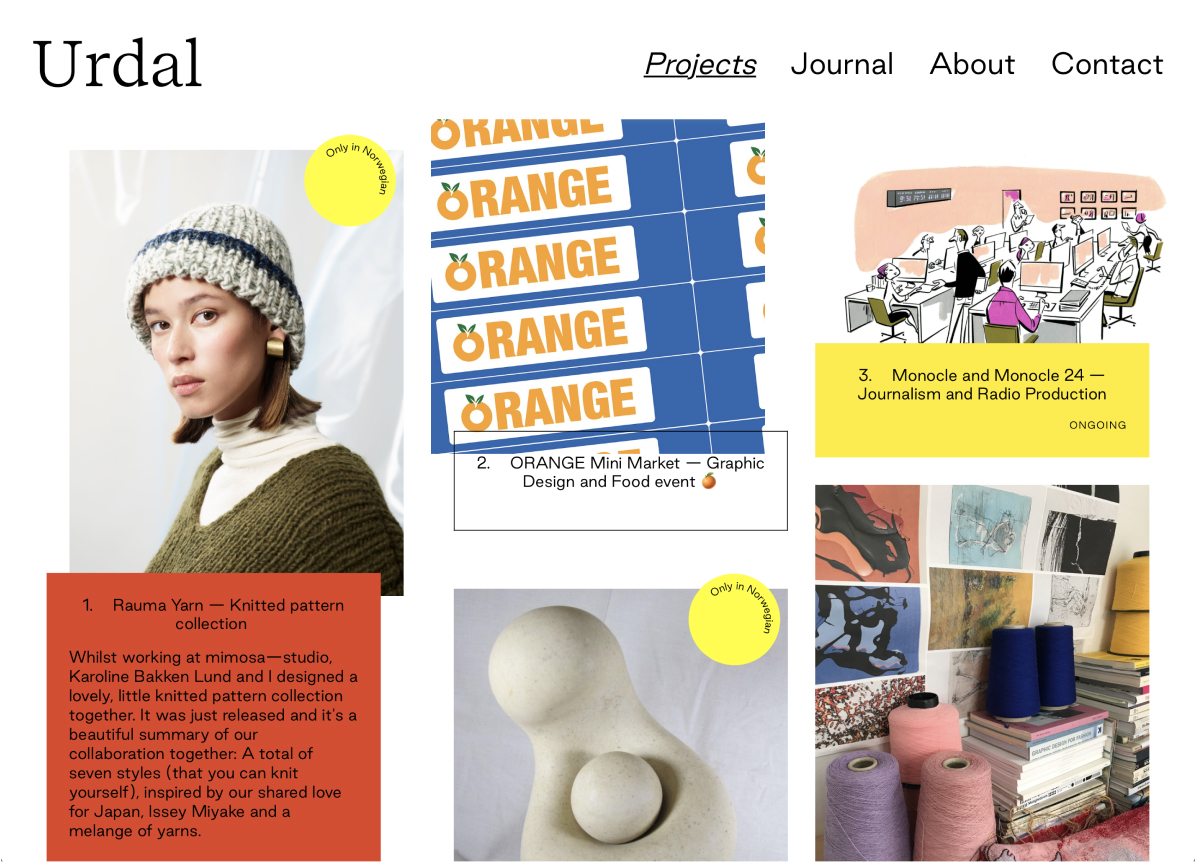 Urdal
Projects Journal About Contact
Only in Norwegian
ORANGE
ORANGE
ORANGE
ORANGE
ORANGE
1. Rauma Yarn — Knitted pattern
collection
Whilst working at mimosa—studio,
Karoline Bakken Lund and I designed a
lovely, little knitted pattern collection
together. It was just released and it's a
beautiful summary of our
collaboration together: A total of
seven styles (that you can knit
yourself), inspired by our shared love
for Japan, Issey Miyake and a
melange of yarns.
2. ORANGE Mini Market — Graphic
Design and Food event 🍊
Only in Norwegian
3. Monocle and Monocle 24 —
Journalism and Radio Production
ONGOING
GRAPHIC DESIGN FOR FASHION